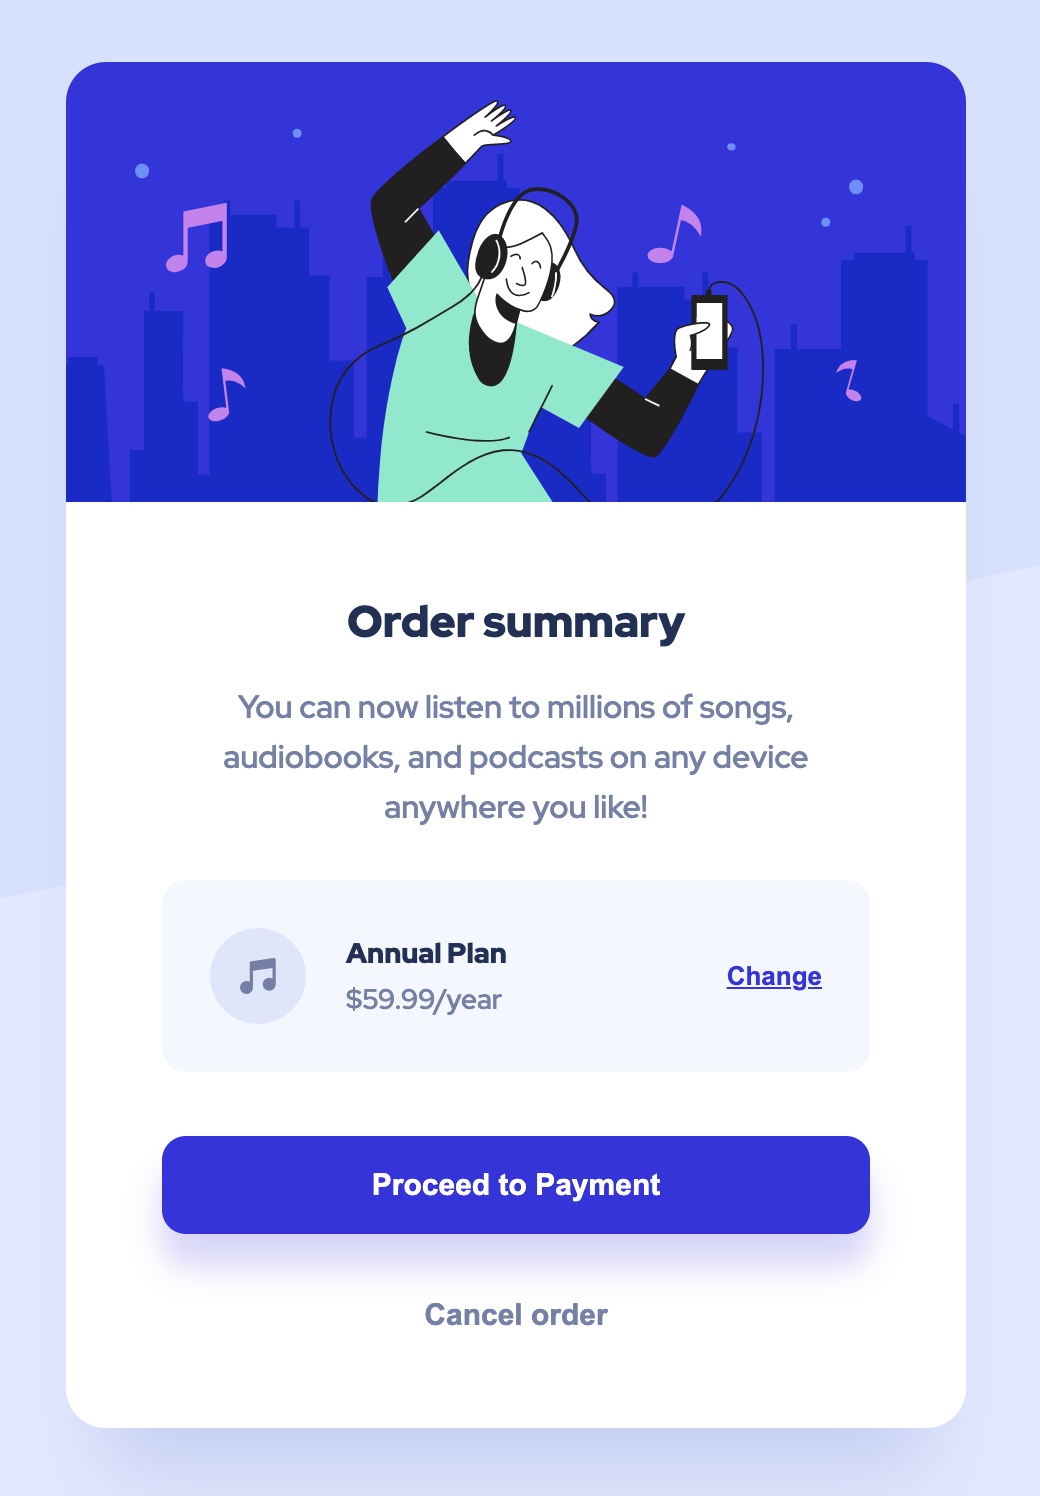 Order summary
You can now listen to millions of songs,
audiobooks, and podcasts on any device
anywhere you like!
Annual Plan
$59.99/year
Change
Proceed to Payment
Cancel order